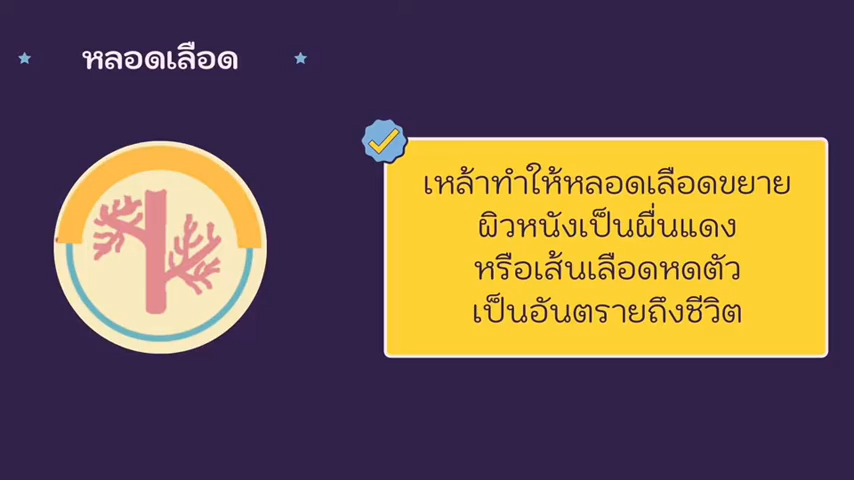 หลอดเลือด
เหล้าทำให้หลอดเลือดขยาย
ผิวหนังเป็นผื่นแดง
หรือเส้นเลือดหดตัว
เป็นอันตรายถึงชีวิต